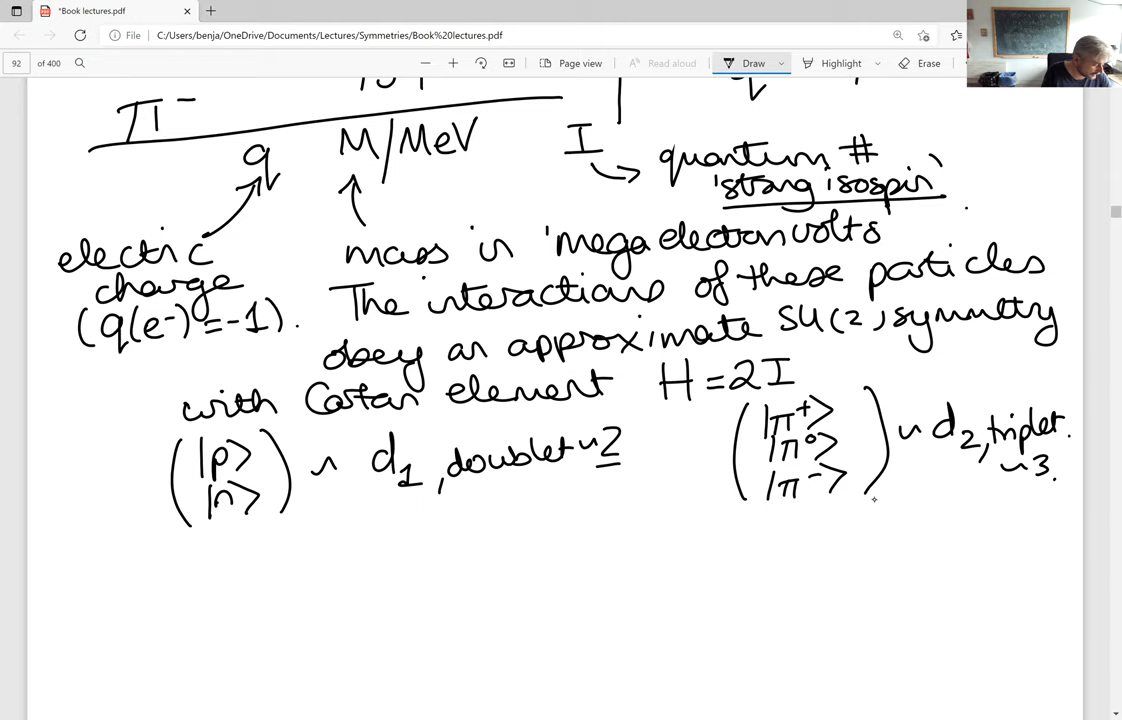 *Book lectures.pdf
File C:/Users/benja/OneDrive/Documents/Lectures/Symmetries/Book%20lectures.pdf
92 of 400 Page view Read aloud Draw Highlight Erase
π⁻
q M/MeV I
quantum #
'strong isospin'
electric mass in 'mega electron volts
charge
(q(e⁻)=-1). The interactions of these particles
obey an approximate SU(2) symmetry
with Cartan element H = 2I
(|p> |n>) ~ d₁, doublet ~ 2
(|π⁺> |π⁰> |π⁻>) ~ d₂, triplet.
~ 3.